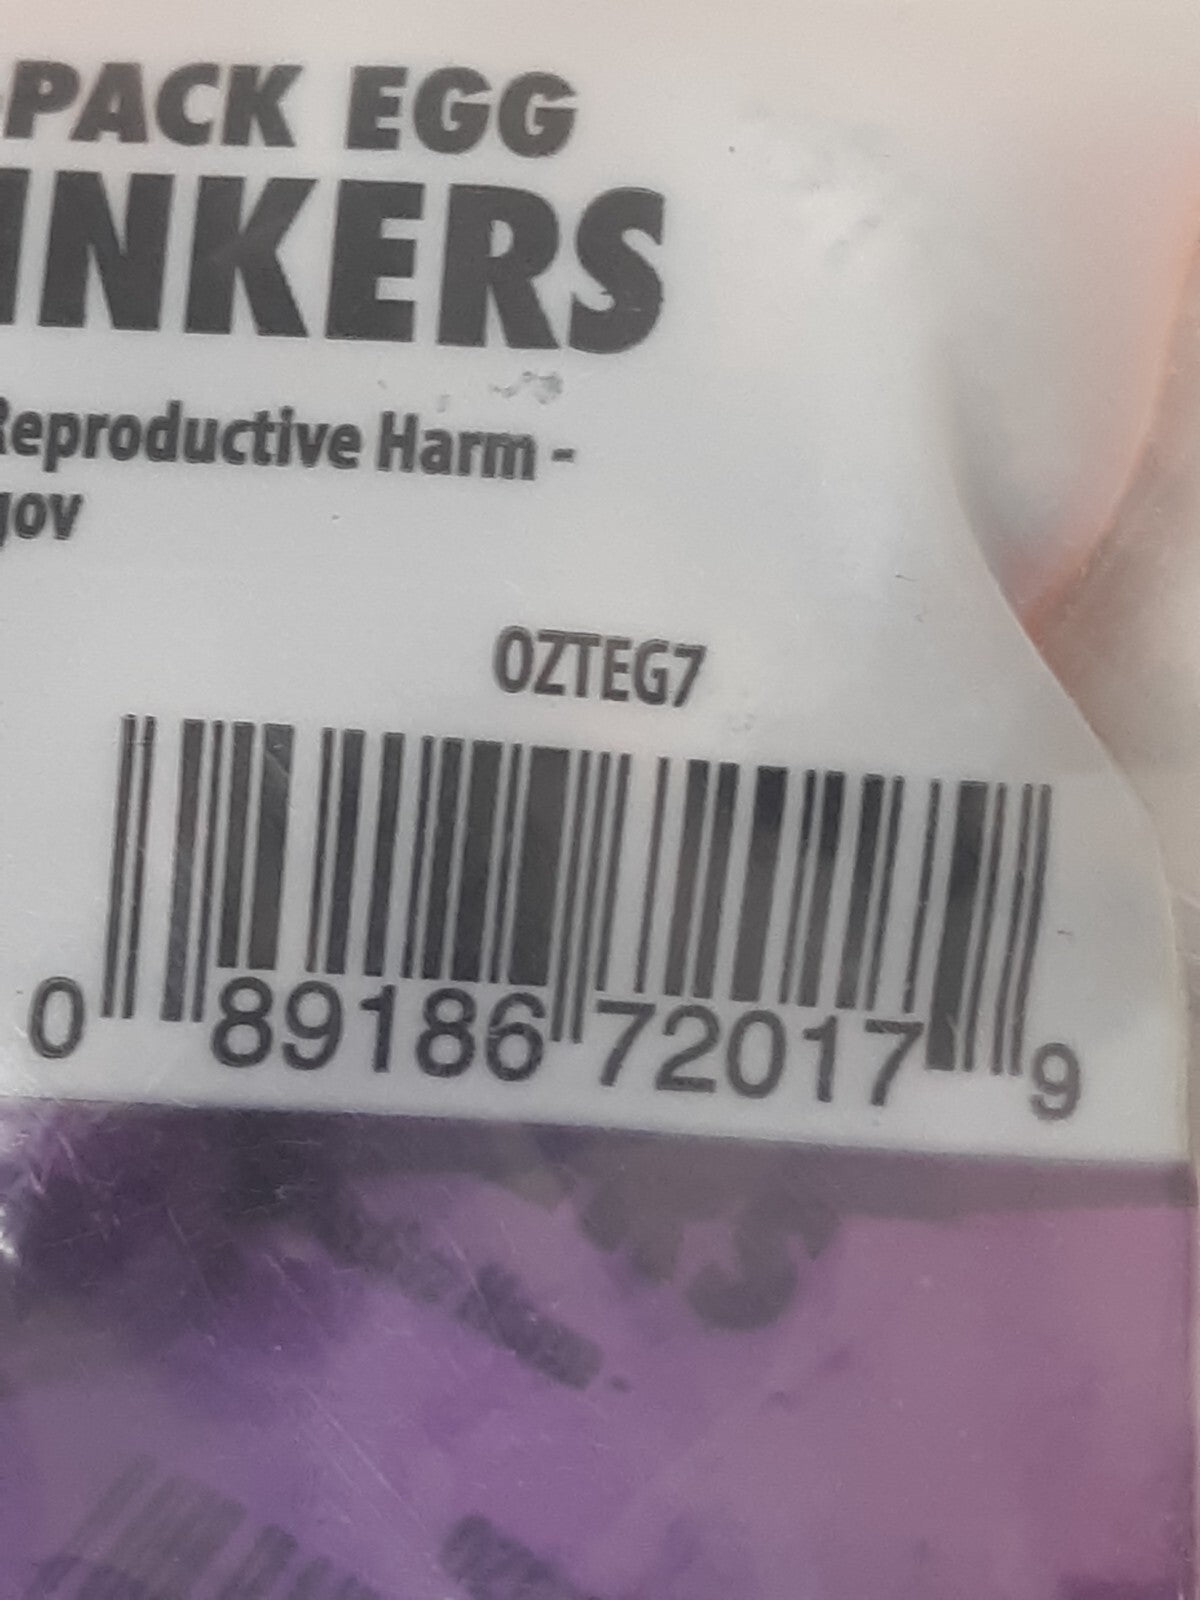 -PACK EGG
INKERS
Reproductive Harm -
gov
OZTEG7
0 89186 72017 9